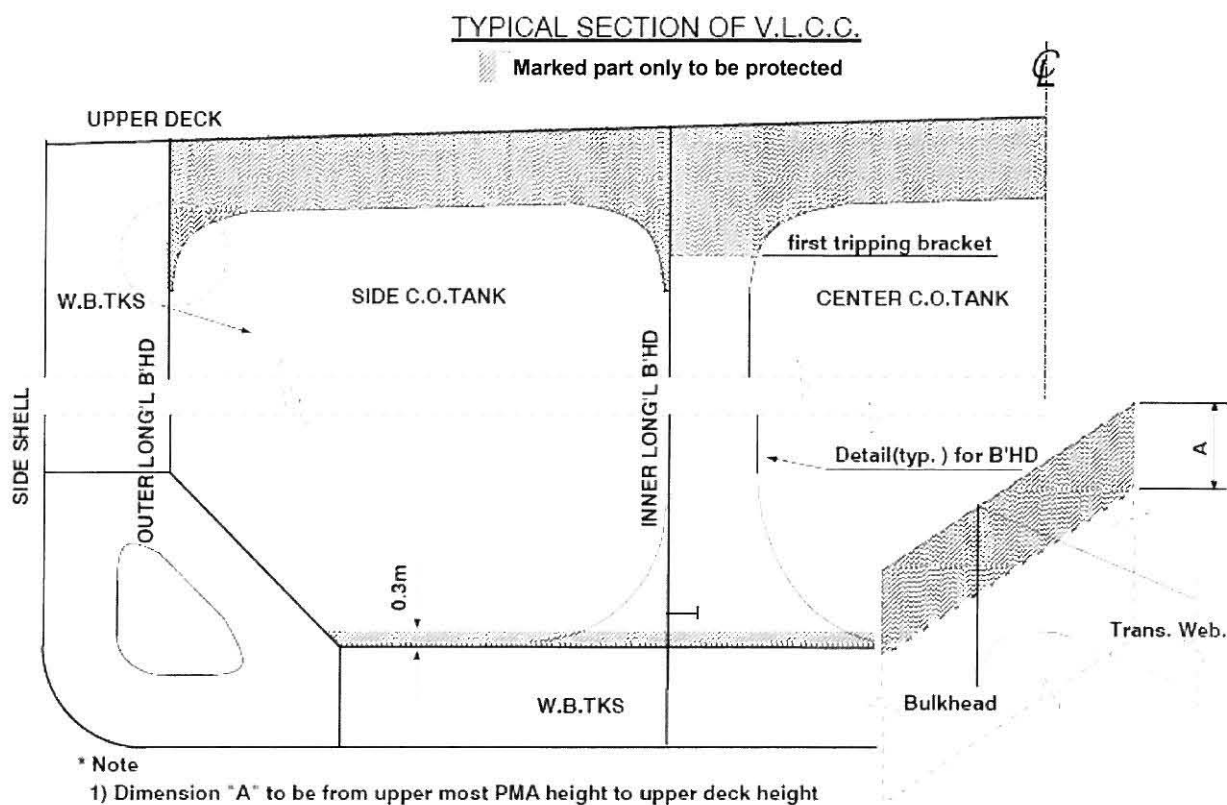 TYPICAL SECTION OF V.L.C.C.
Marked part only to be protected
℄
UPPER DECK
first tripping bracket
W.B.TKS
SIDE C.O.TANK
CENTER C.O.TANK
SIDE SHELL
OUTER LONG'L B'HD
INNER LONG'L B'HD
Detail(typ. ) for B'HD
A
0.3m
Trans. Web.
Bulkhead
W.B.TKS
* Note
1) Dimension "A" to be from upper most PMA height to upper deck height